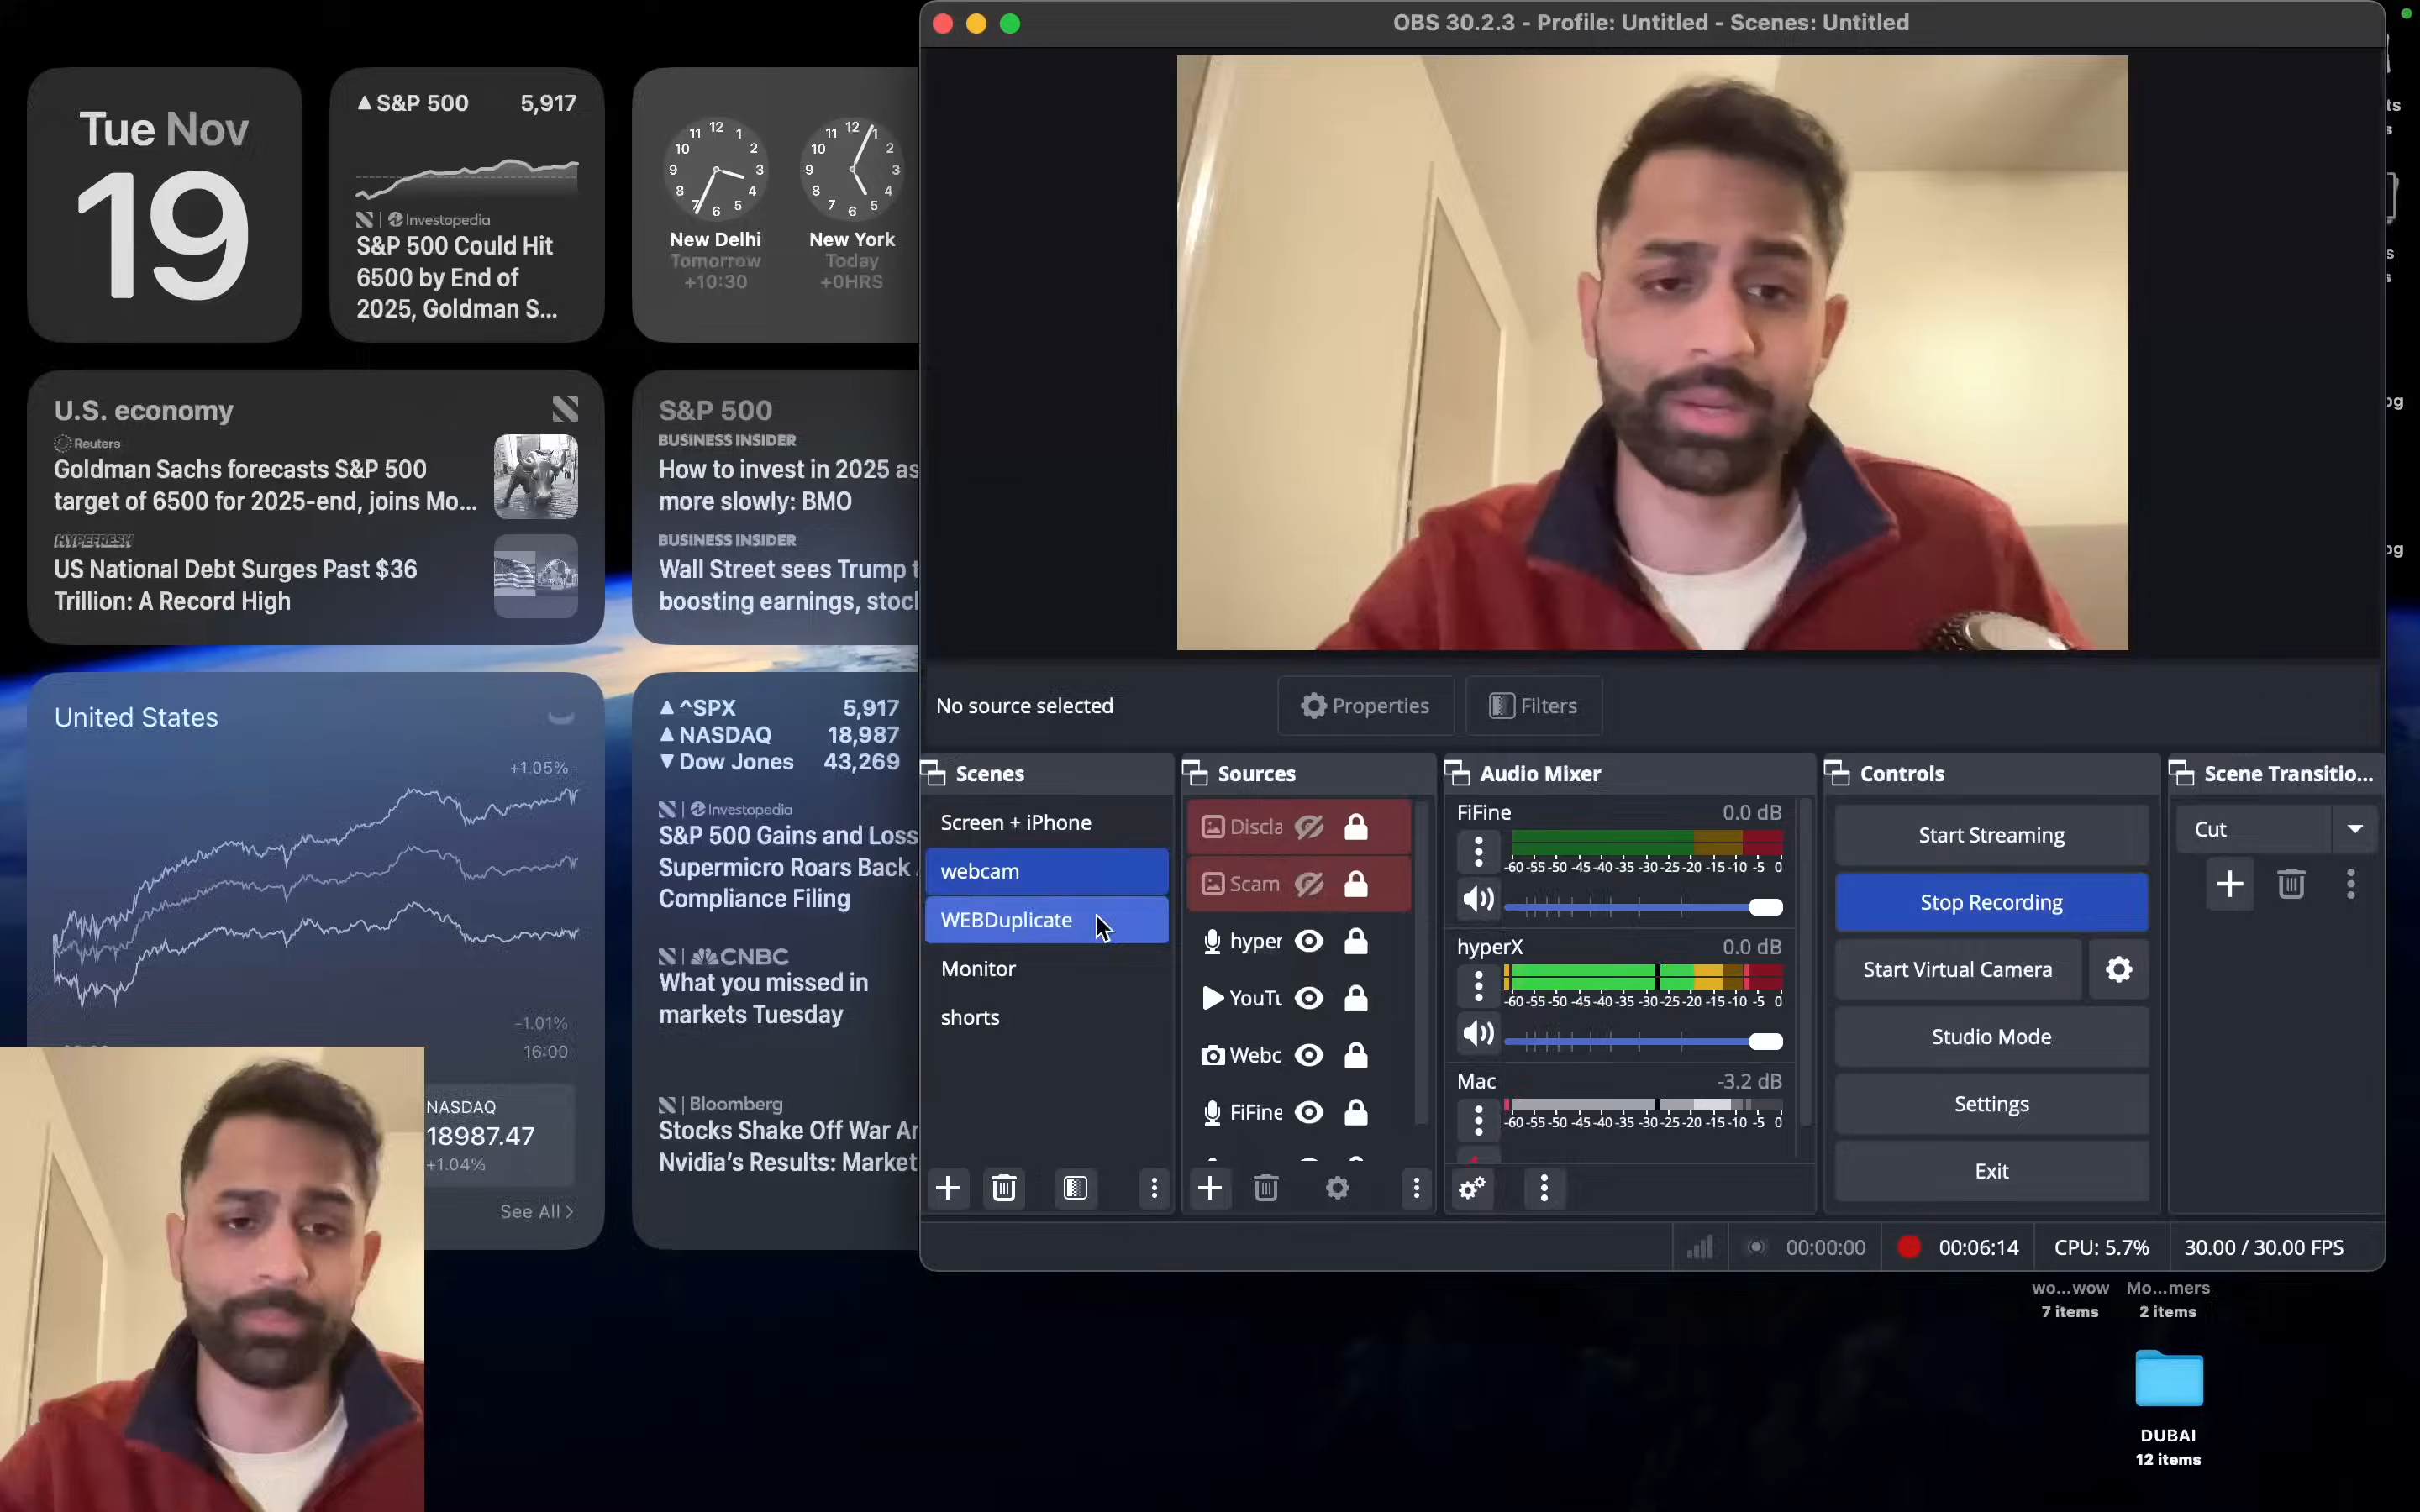 OBS 30.2.3 - Profile: Untitled - Scenes: Untitled
Tue Nov
19
S&P 500 5,917
Investopedia
S&P 500 Could Hit
6500 by End of
2025, Goldman S...
11 12 1
10 2
9 3
8 4
7 6 5
New Delhi
Tomorrow
+10:30
11 12 1
10 2
9 3
8 4
7 6 5
New York
Today
+0HRS
U.S. economy
Reuters
Goldman Sachs forecasts S&P 500
target of 6500 for 2025-end, joins Mo...
HYPEFRESH
US National Debt Surges Past $36
Trillion: A Record High
S&P 500
BUSINESS INSIDER
How to invest in 2025 as
more slowly: BMO
BUSINESS INSIDER
Wall Street sees Trump
boosting earnings,
United States
+1.05%
-1.01%
16:00
NASDAQ
18987.47
+1.04%
See All
^SPX 5,917
NASDAQ 18,987
Dow Jones 43,269
Investopedia
S&P 500 Gains and Loss
Supermicro Roars Back
Compliance Filing
CNBC
What you missed in
markets Tuesday
Bloomberg
Stocks Shake Off War
Nvidia's Results: Market
No source selected
Properties
Filters
Scenes
Screen + iPhone
webcam
WEBDuplicate
Monitor
shorts
Sources
Discla
Scam
hyper
YouTu
Webc
FiFine
Audio Mixer
FiFine 0.0 dB
-60 -55 -50 -45 -40 -35 -30 -25 -20 -15 -10 -5 0
hyperX 0.0 dB
-60 -55 -50 -45 -40 -35 -30 -25 -20 -15 -10 -5 0
Mac -3.2 dB
-60 -55 -50 -45 -40 -35 -30 -25 -20 -15 -10 -5 0
Controls
Start Streaming
Stop Recording
Start Virtual Camera
Studio Mode
Settings
Exit
Scene Transitio...
Cut
00:00:00
00:06:14
CPU: 5.7%
30.00 / 30.00 FPS
wo...wow
7 items
Mo...mers
2 items
DUBAI
12 items